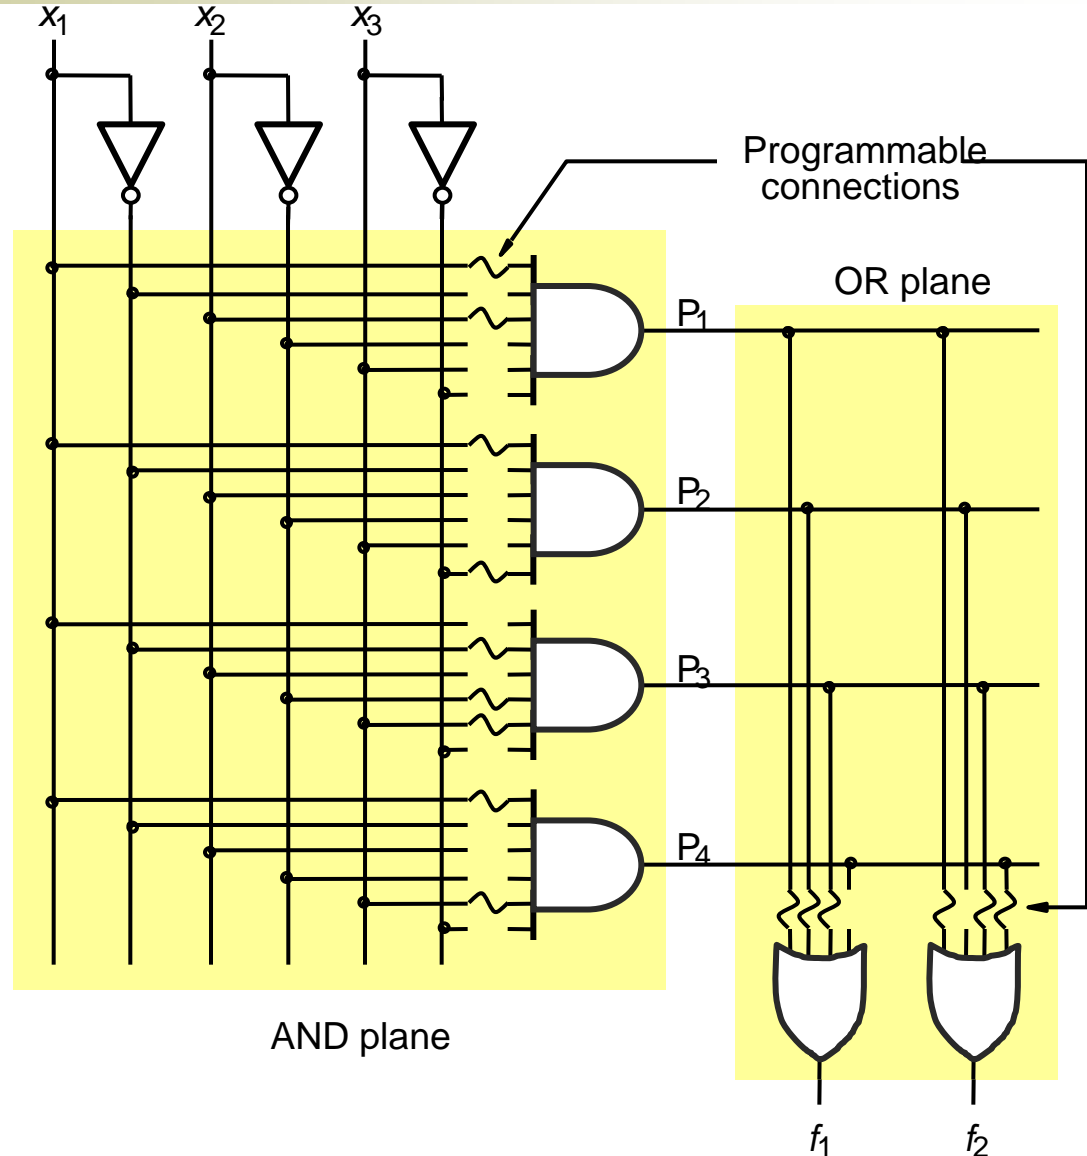 x1 x2 x3
Programmable
connections
OR plane
P1
P2
P3
P4
AND plane
f1 f2